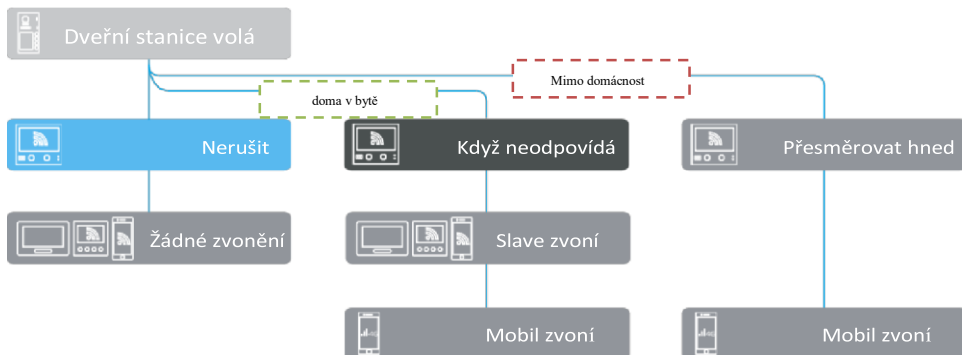 Dveřní stanice volá
Mimo domácnost
doma v bytě
Nerušit
Když neodpovídá
Přesměrovat hned
Žádné zvonění
Slave zvoní
Mobil zvoní
Mobil zvoní